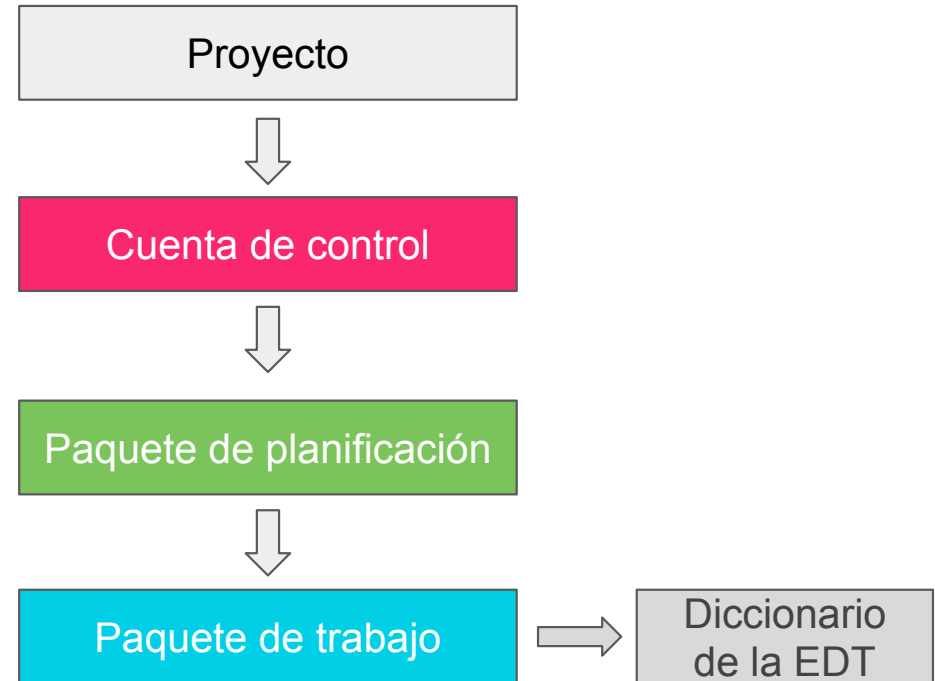 Proyecto
Cuenta de control
Paquete de planificación
Paquete de trabajo
Diccionario
de la EDT